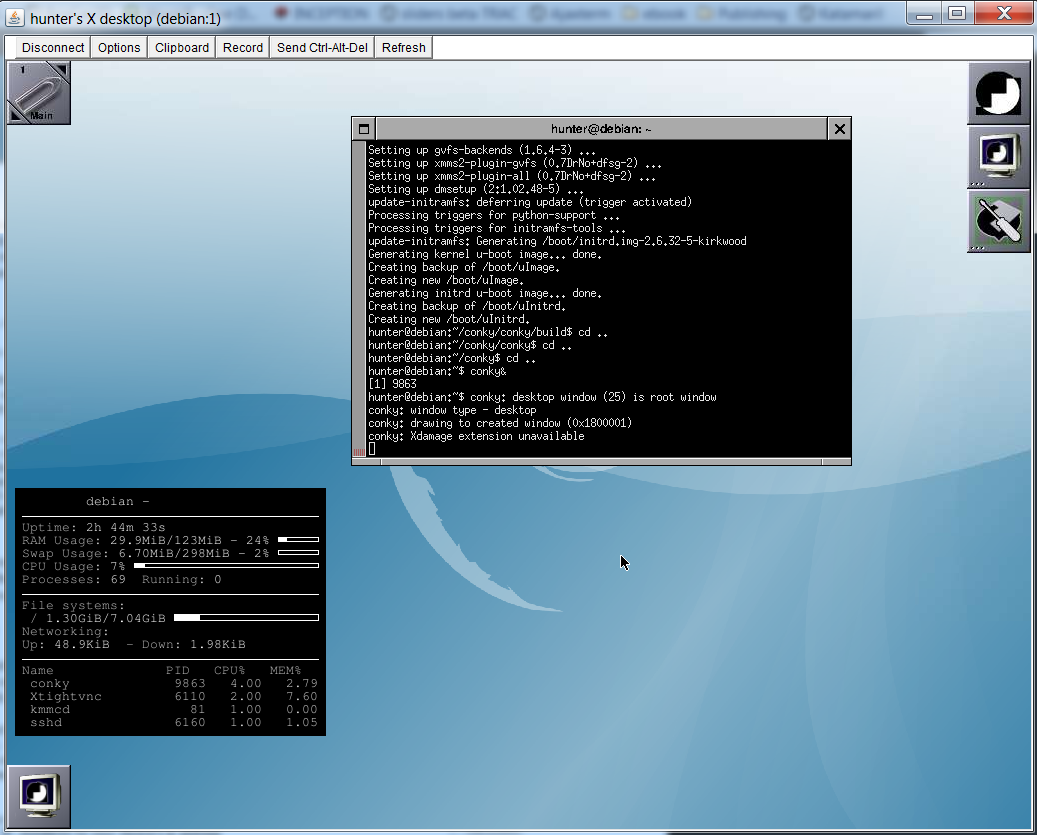 hunter's X desktop (debian:1)
Disconnect Options Clipboard Record Send Ctrl-Alt-Del Refresh
1
Main
hunter@debian: ~
Setting up gvfs-backends (1.6.4-3) ...
Setting up xmms2-plugin-gvfs (0.7DrNo+dfsg-2) ...
Setting up xmms2-plugin-all (0.7DrNo+dfsg-2) ...
Setting up dmsetup (2:1.02.48-5) ...
update-initramfs: deferring update (trigger activated)
Processing triggers for python-support ...
Processing triggers for initramfs-tools ...
update-initramfs: Generating /boot/initrd.img-2.6.32-5-kirkwood
Generating kernel u-boot image... done.
Creating backup of /boot/uImage.
Creating new /boot/uImage.
Generating initrd u-boot image... done.
Creating backup of /boot/uInitrd.
Creating new /boot/uInitrd.
hunter@debian:~/conky/conky/build$ cd ..
hunter@debian:~/conky/conky$ cd ..
hunter@debian:~/conky$ cd ..
hunter@debian:~$ conky&
[1] 9863
hunter@debian:~$ conky: desktop window (25) is root window
conky: window type - desktop
conky: drawing to created window (0x1800001)
conky: Xdamage extension unavailable
debian -
Uptime: 2h 44m 33s
RAM Usage: 29.9MiB/123MiB - 24%
Swap Usage: 6.70MiB/298MiB - 2%
CPU Usage: 7%
Processes: 69 Running: 0
File systems:
/ 1.30GiB/7.04GiB
Networking:
Up: 48.9KiB - Down: 1.98KiB
Name PID CPU% MEM%
conky 9863 4.00 2.79
Xtightvnc 6110 2.00 7.60
kmmcd 81 1.00 0.00
sshd 6160 1.00 1.05